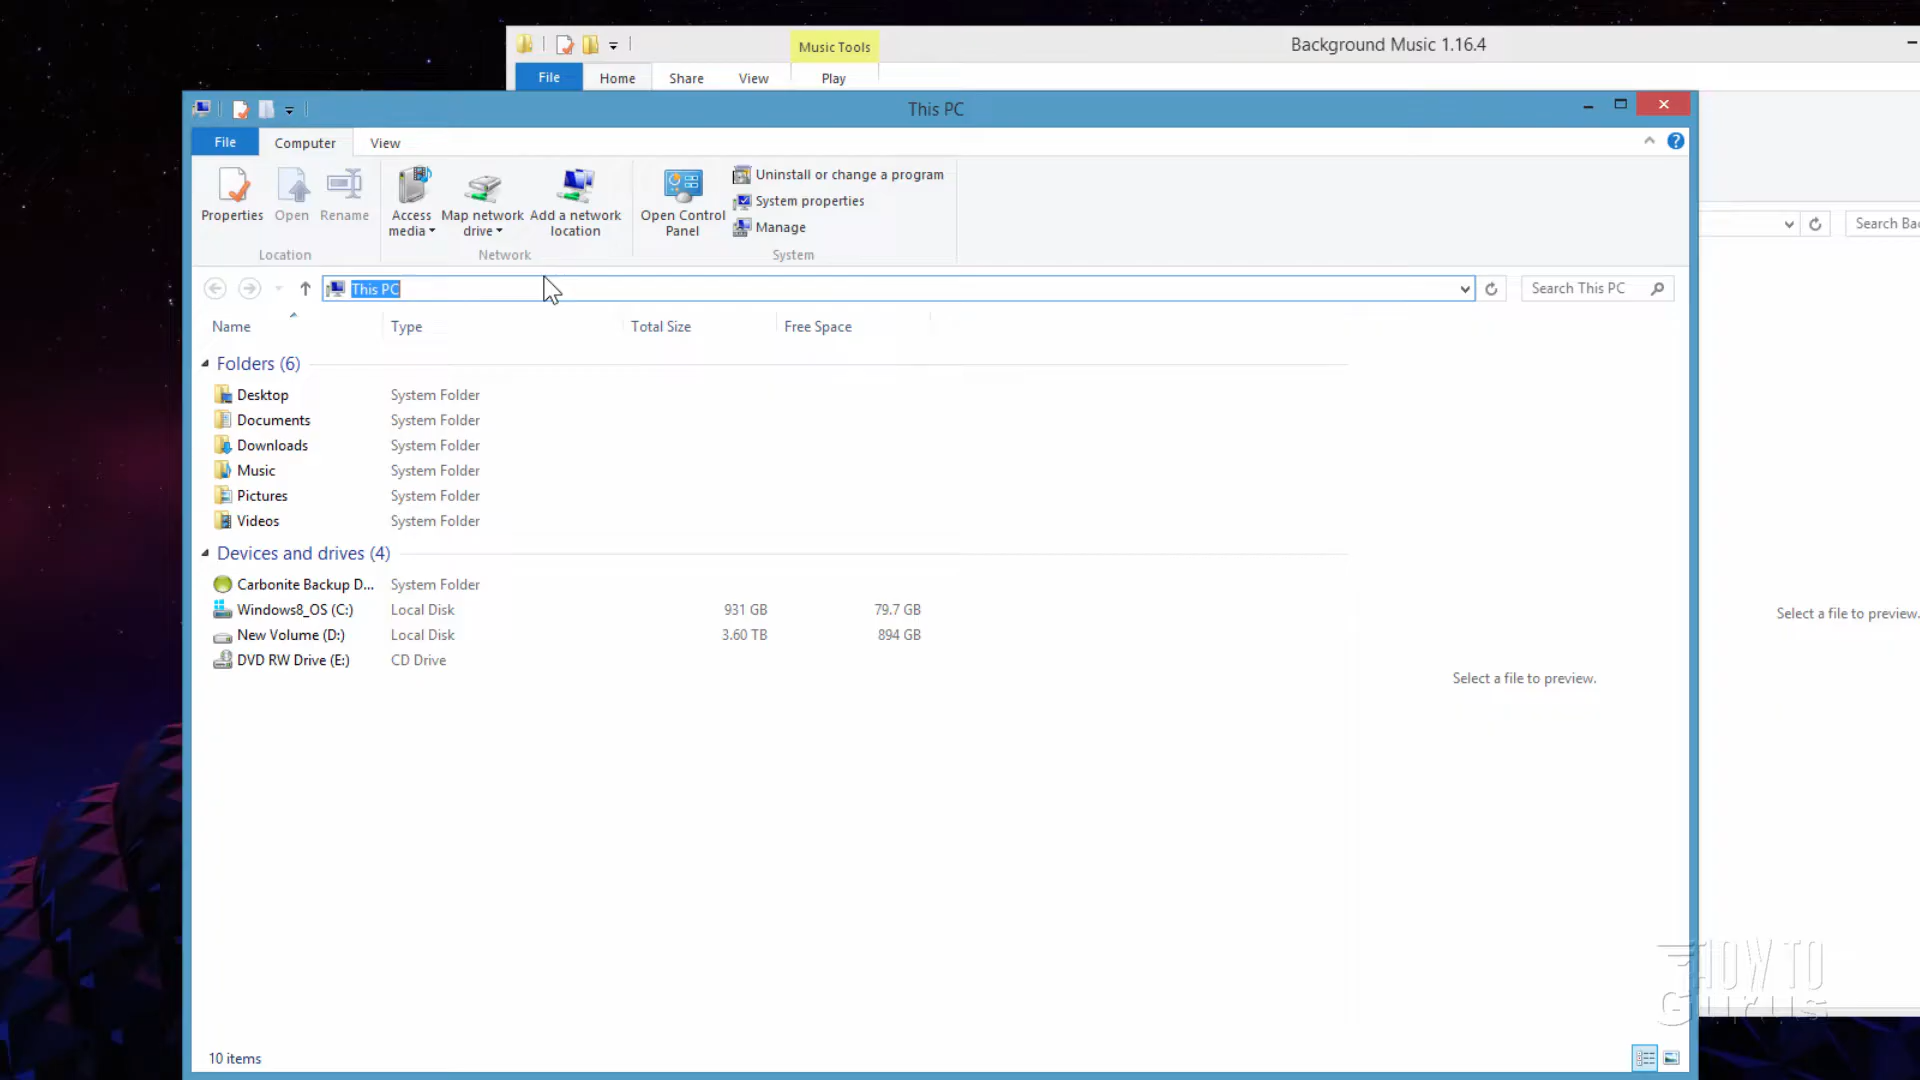 Music Tools
Background Music 1.16.4
File Home Share View Play
This PC
File Computer View
Properties Open Rename
Access media Map network drive Add a network location
Open Control Panel
Uninstall or change a program
System properties
Manage
Location Network System
Search Bac
This PC
Search This PC
Name Type Total Size Free Space
Folders (6)
Desktop System Folder
Documents System Folder
Downloads System Folder
Music System Folder
Pictures System Folder
Videos System Folder
Devices and drives (4)
Carbonite Backup D... System Folder
Windows8_OS (C:) Local Disk 931 GB 79.7 GB
New Volume (D:) Local Disk 3.60 TB 894 GB
DVD RW Drive (E:) CD Drive
Select a file to preview.
Select a file to preview.
HOW TO
Gurus
10 items